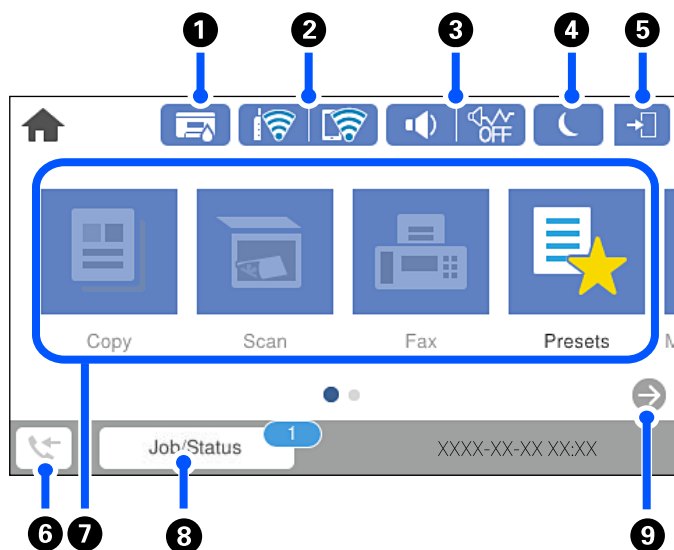 1 2 3 4 5
OFF
Copy Scan Fax Presets
Job/Status 1 XXXX-XX-XX XX:XX
6 7 8 9